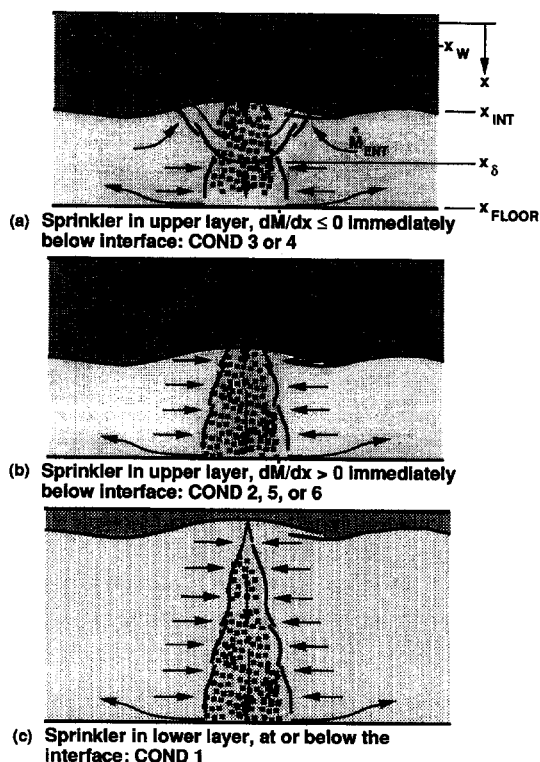 x_W
x
x_INT
Ṁ_ENT
x_δ
x_FLOOR
(a) Sprinkler in upper layer, dṀ/dx ≤ 0 immediately
below interface: COND 3 or 4
(b) Sprinkler in upper layer, dṀ/dx > 0 immediately
below interface: COND 2, 5, or 6
(c) Sprinkler in lower layer, at or below the
interface: COND 1